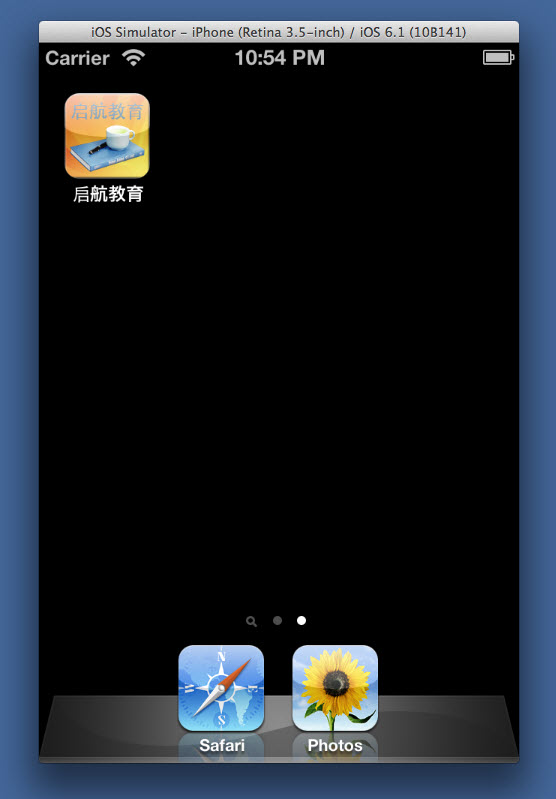 iOS Simulator - iPhone (Retina 3.5-inch) / iOS 6.1 (10B141)
Carrier 10:54 PM
启航教育
启航教育
N
S
Safari Photos